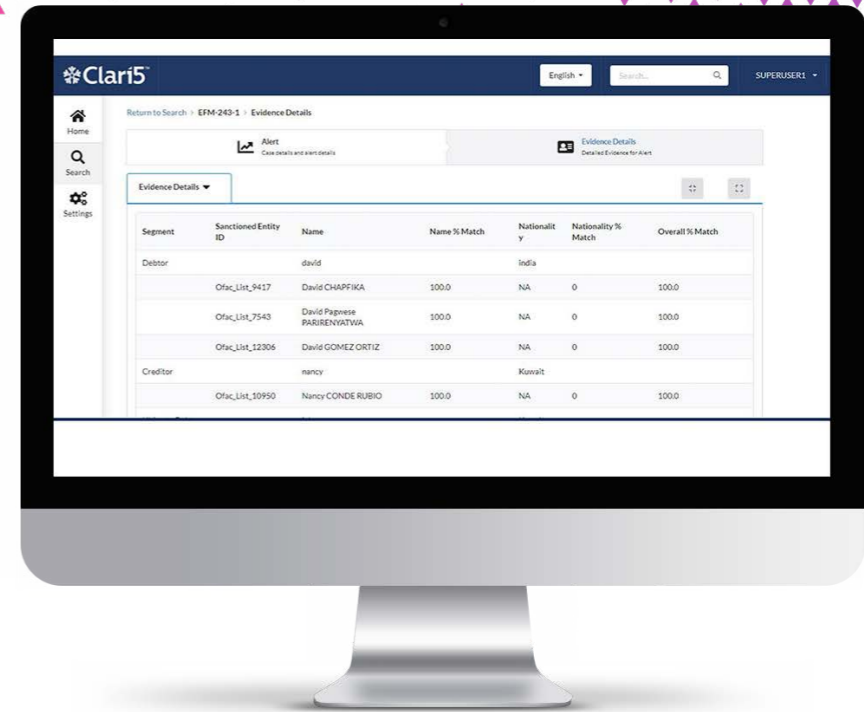 Clari5
English
Search...
SUPERUSER1
Home
Search
Settings
Return to Search > EFM-243-1 > Evidence Details
Alert
Case details and alert details
Evidence Details
Detailed Evidence for Alert
Evidence Details
Segment Sanctioned Entity ID Name Name % Match Nationality Nationality % Match Overall % Match
Debtor david India
Ofac_List_9417 David CHAPFIKA 100.0 NA 0 100.0
Ofac_List_7543 David Pagwese PARIRENYATWA 100.0 NA 0 100.0
Ofac_List_12306 David GOMEZ ORTIZ 100.0 NA 0 100.0
Creditor nancy Kuwait
Ofac_List_10950 Nancy CONDE RUBIO 100.0 NA 0 100.0